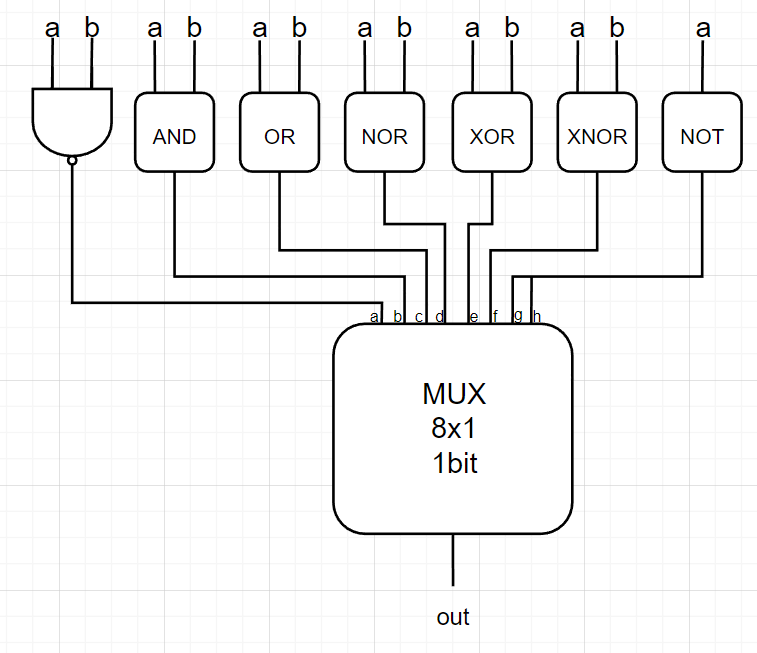 a b a b a b a b a b a b a
AND OR NOR XOR XNOR NOT
a b c d e f g h
MUX
8x1
1bit
out